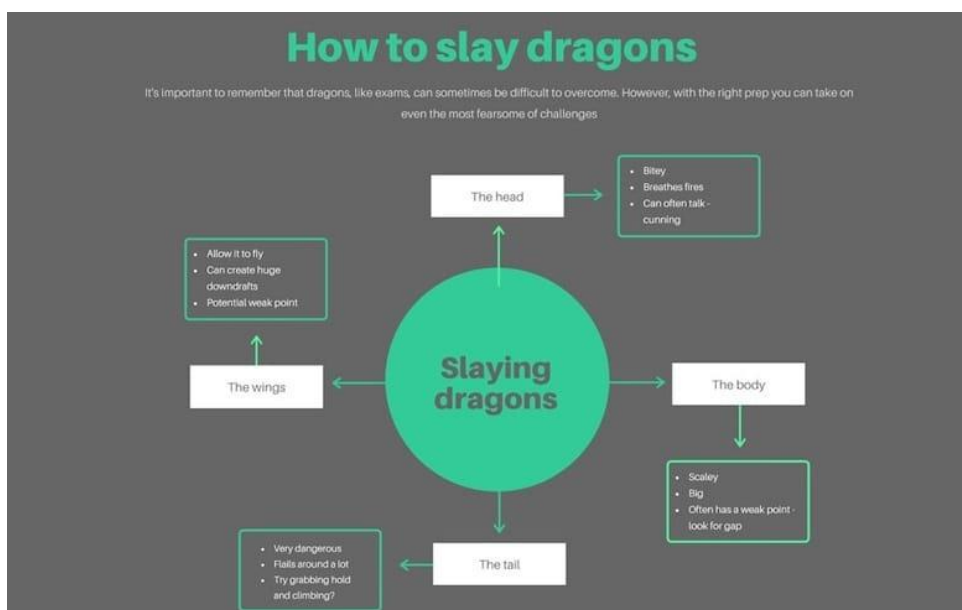 How to slay dragons
It's important to remember that dragons, like exams, can sometimes be difficult to overcome. However, with the right prep you can take on
even the most fearsome of challenges
The head
• Bitey
• Breathes fires
• Can often talk -
cunning
• Allow it to fly
• Can create huge
downdrafts
• Potential weak point
The wings
Slaying
dragons
The body
• Scaley
• Big
• Often has a weak point -
look for gap
• Very dangerous
• Flails around a lot
• Try grabbing hold
and climbing?
The tail